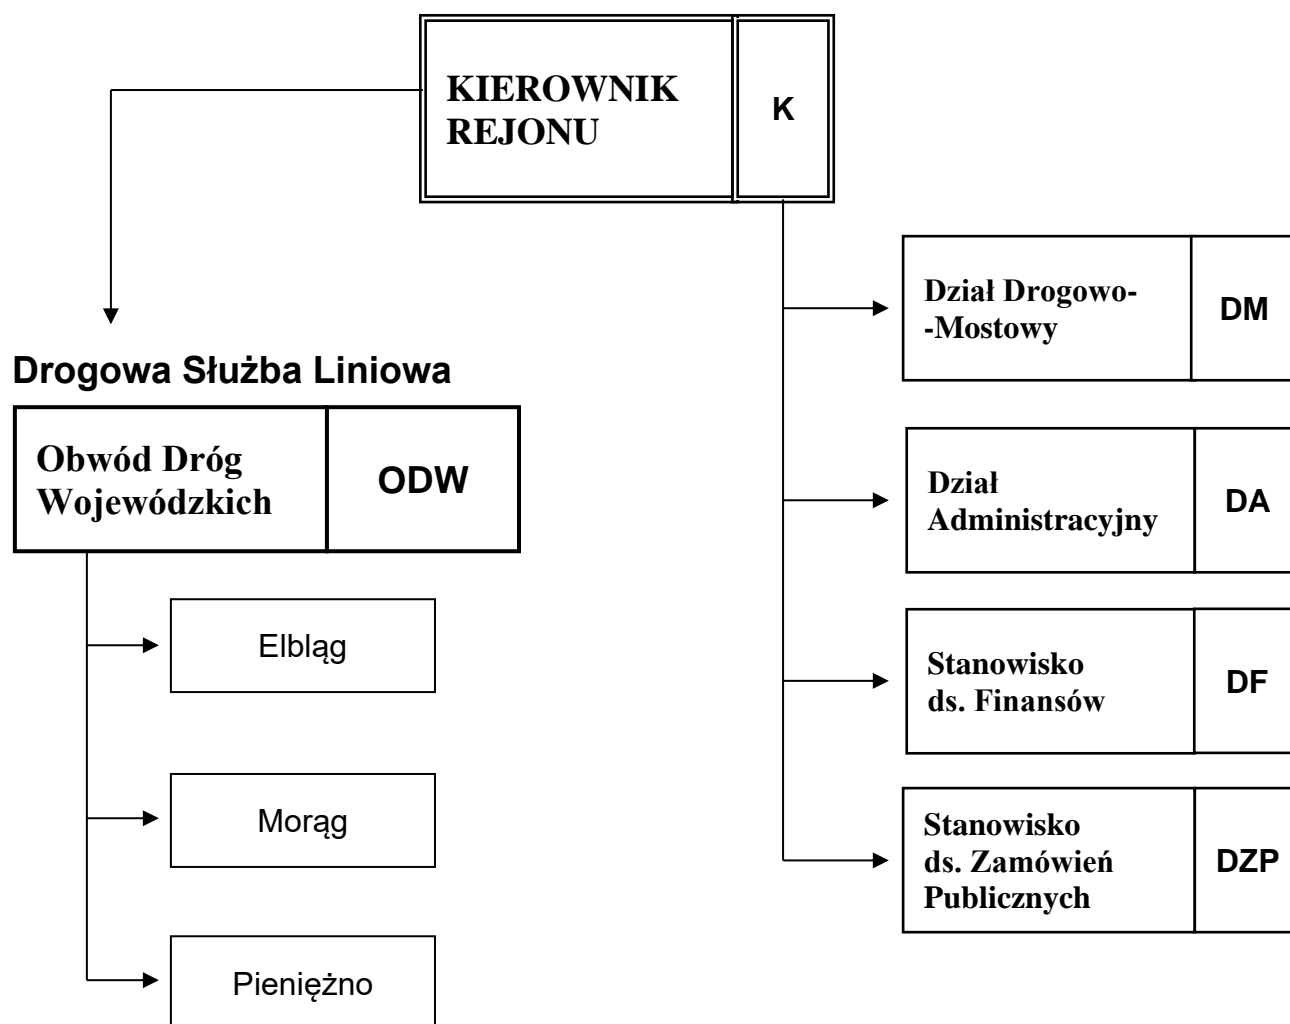 KIEROWNIK
REJONU
K
Drogowa Służba Liniowa
Obwód Dróg
Wojewódzkich
ODW
Elbląg
Morąg
Pieniężno
Dział Drogowo-
-Mostowy
DM
Dział
Administracyjny
DA
Stanowisko
ds. Finansów
DF
Stanowisko
ds. Zamówień
Publicznych
DZP